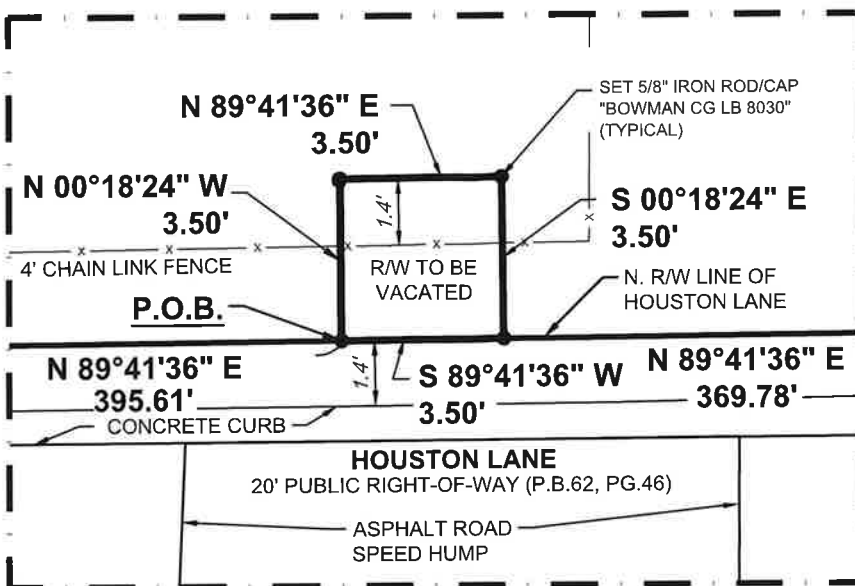 SET 5/8" IRON ROD/CAP
"BOWMAN CG LB 8030"
(TYPICAL)
N 89°41'36" E
3.50'
N 00°18'24" W
3.50'
1.4'
S 00°18'24" E
3.50'
x x x x x x x
4' CHAIN LINK FENCE
R/W TO BE
VACATED
N. R/W LINE OF
HOUSTON LANE
P.O.B.
N 89°41'36" E
395.61'
1.4'
S 89°41'36" W
3.50'
N 89°41'36" E
369.78'
CONCRETE CURB
HOUSTON LANE
20' PUBLIC RIGHT-OF-WAY (P.B.62, PG.46)
ASPHALT ROAD
SPEED HUMP